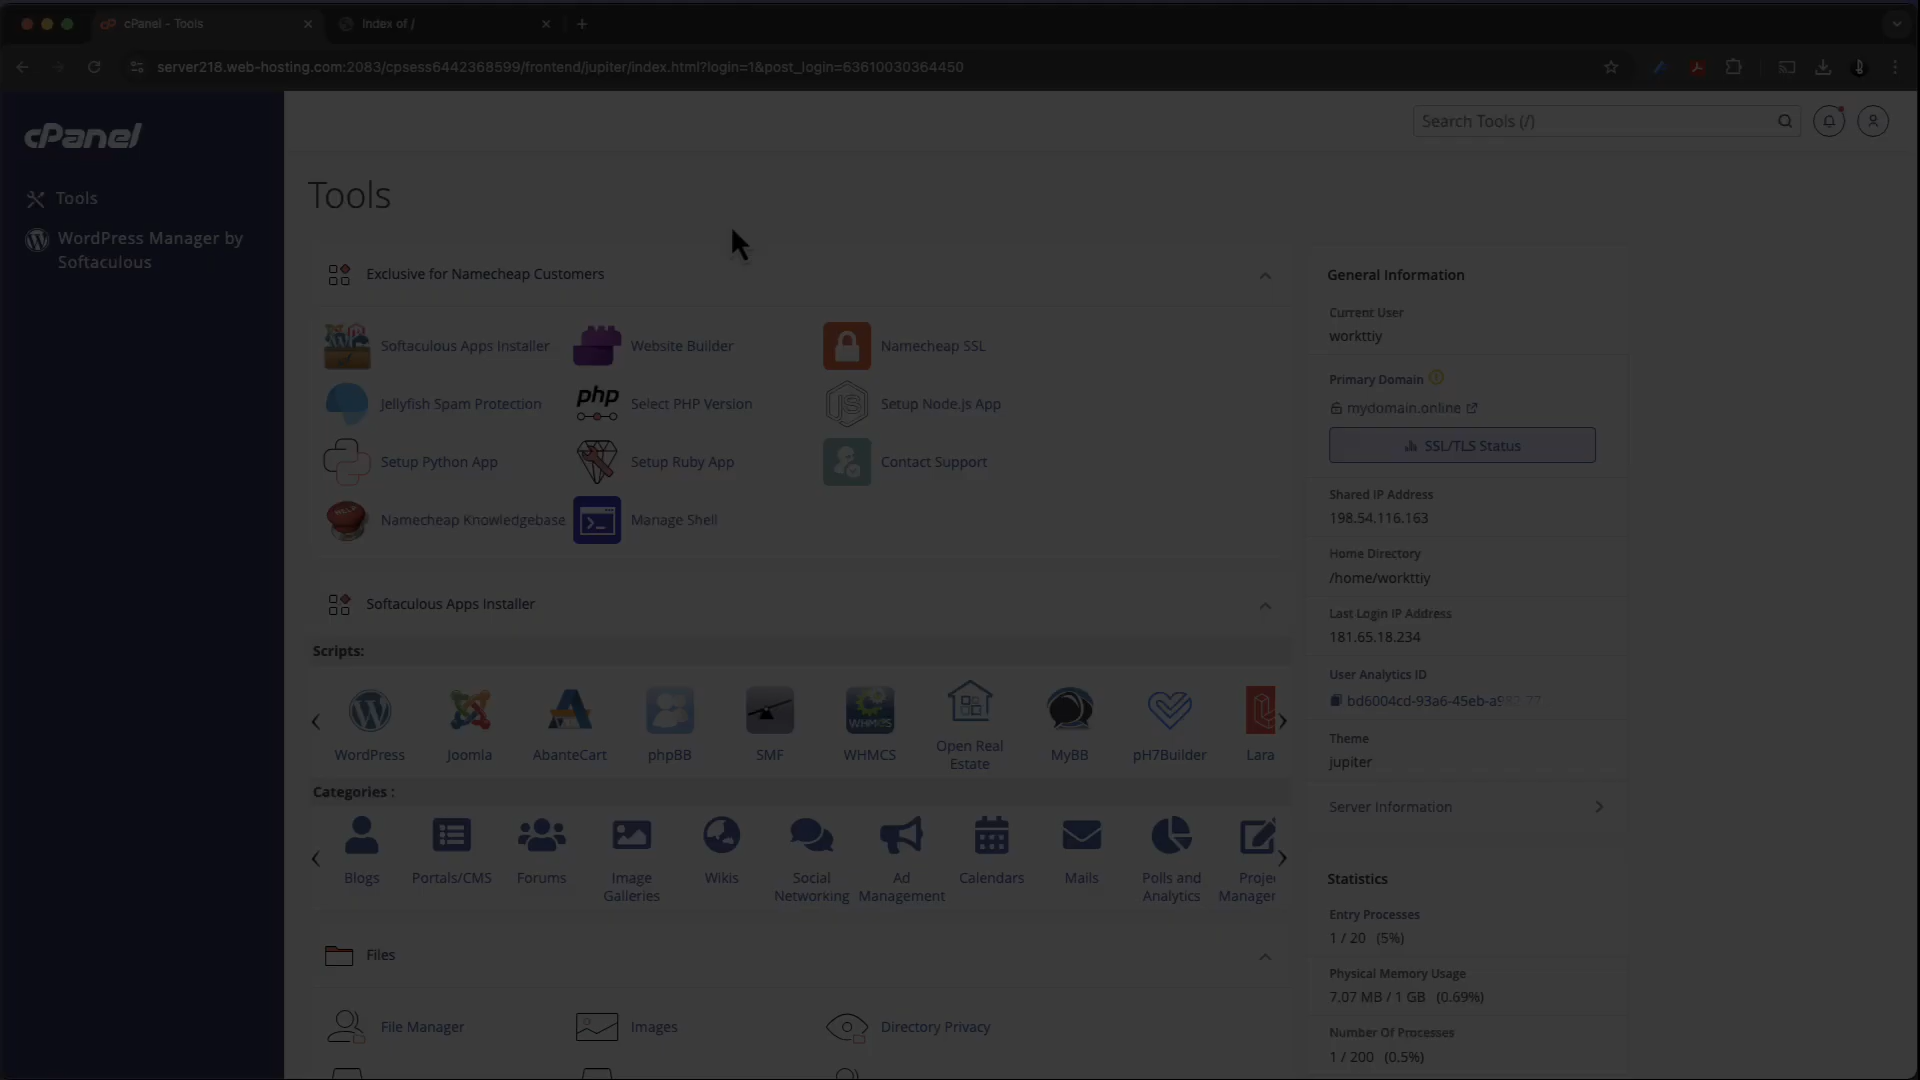 cPanel - Tools
Index of /
server218.web-hosting.com:2083/cpsess6442368599/frontend/jupiter/index.html?login=1&post_login=63610030364450
cPanel
Search Tools (/)
Tools
WordPress Manager by
Softaculous
Tools
Exclusive for Namecheap Customers
Softaculous Apps Installer
Website Builder
Namecheap SSL
Jellyfish Spam Protection
php
Select PHP Version
Setup Node.js App
Setup Python App
Setup Ruby App
Contact Support
HELP
Namecheap Knowledgebase
Manage Shell
Softaculous Apps Installer
Scripts:
WHMCS
WordPress
Joomla
AbanteCart
phpBB
SMF
WHMCS
Open Real
Estate
MyBB
pH7Builder
Lara
Categories :
Blogs
Portals/CMS
Forums
Image
Galleries
Wikis
Social
Networking
Ad
Management
Calendars
Mails
Polls and
Analytics
Projec
Manager
Files
File Manager
Images
Directory Privacy
General Information
Current User
workttiy
Primary Domain
mydomain.online
SSL/TLS Status
Shared IP Address
198.54.116.163
Home Directory
/home/workttiy
Last Login IP Address
181.65.18.234
User Analytics ID
bd6004cd-93a6-45eb-a982-77
Theme
jupiter
Server Information
Statistics
Entry Processes
1 / 20 (5%)
Physical Memory Usage
7.07 MB / 1 GB (0.69%)
Number Of Processes
1 / 200 (0.5%)